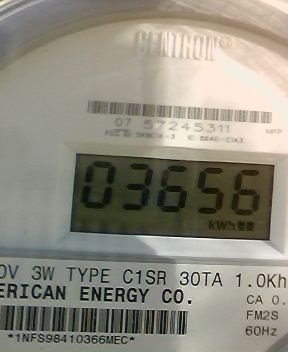 CENTRON®
07 57245311
NPP
03656
kWh
0V 3W TYPE C1SR 30TA 1.0Kh
ERICAN ENERGY CO.
CA 0.
FM2S
60Hz
*1NFS98410366MEC*